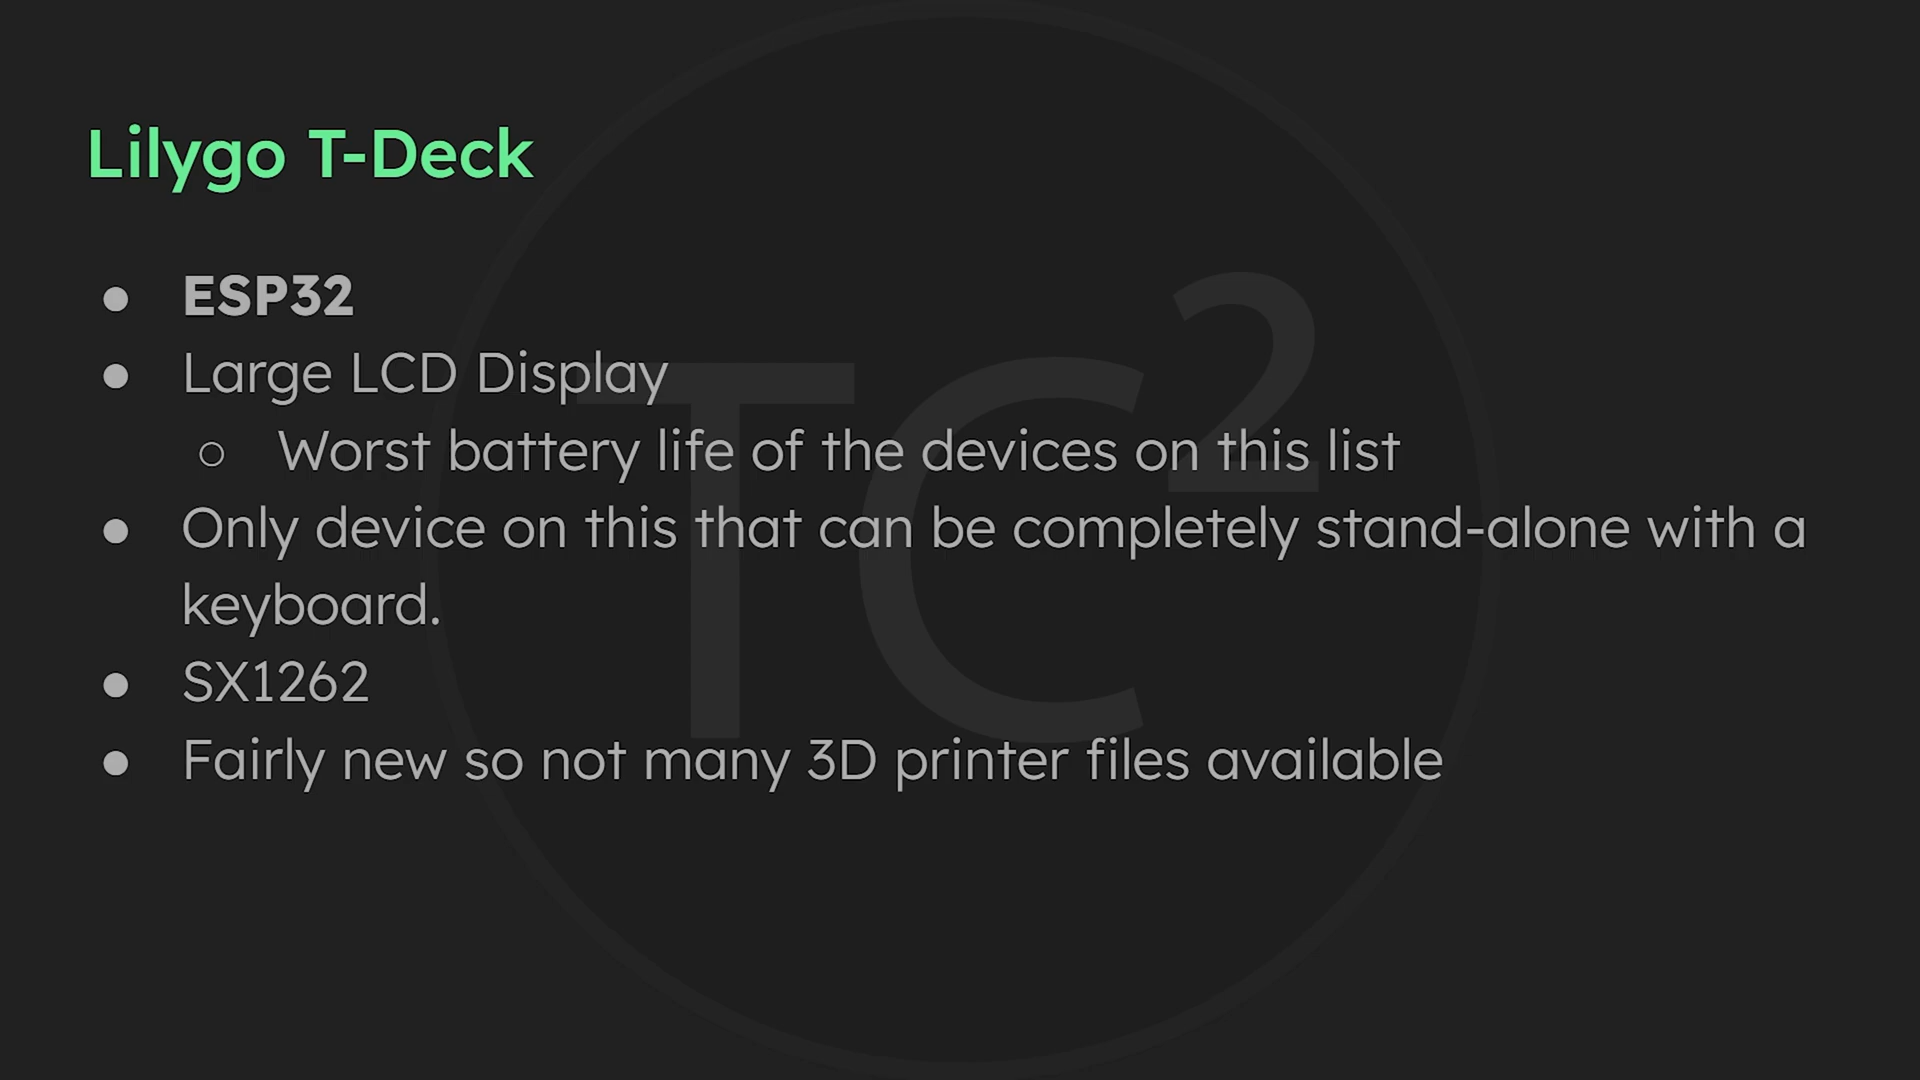 Lilygo T-Deck
● ESP32
● Large LCD Display
○ Worst battery life of the devices on this list
● Only device on this that can be completely stand-alone with a
keyboard.
● SX1262
● Fairly new so not many 3D printer files available
TC²